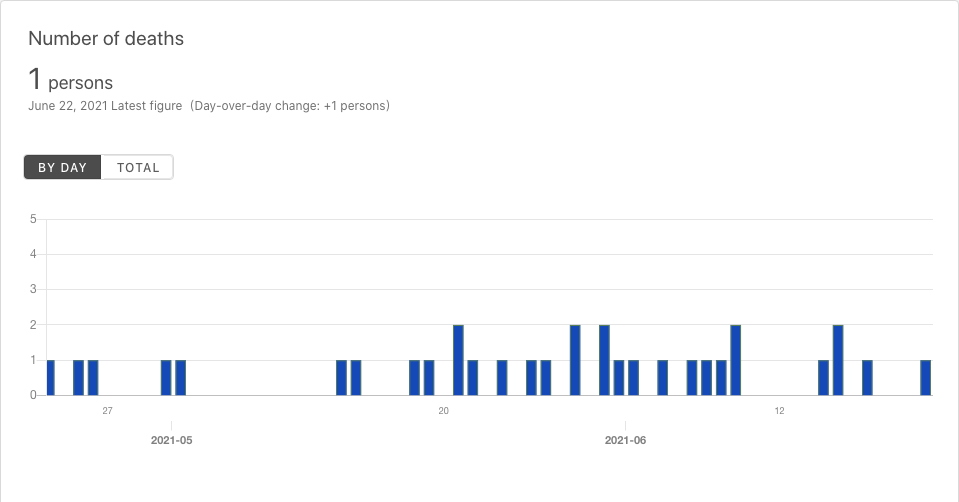 Number of deaths
1 persons
June 22, 2021 Latest figure (Day-over-day change: +1 persons)
BY DAY TOTAL
5
4
3
2
1
0
27 20 12
2021-05 2021-06